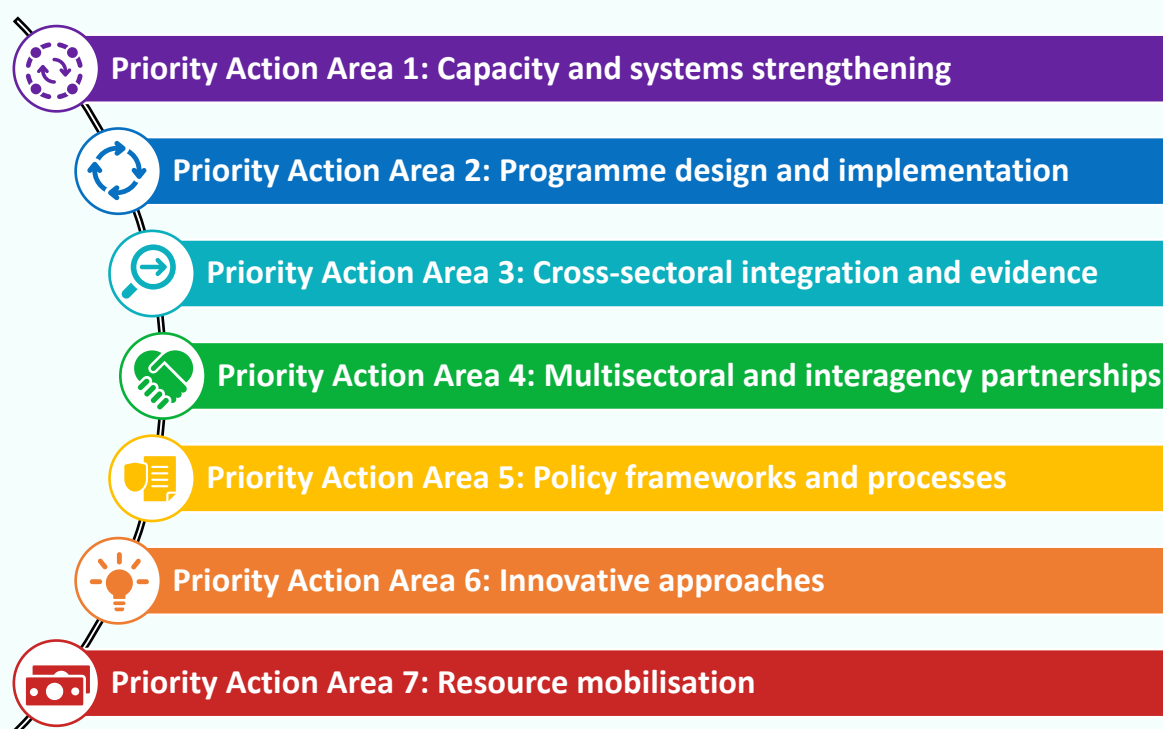 Priority Action Area 1: Capacity and systems strengthening
Priority Action Area 2: Programme design and implementation
Priority Action Area 3: Cross-sectoral integration and evidence
Priority Action Area 4: Multisectoral and interagency partnerships
Priority Action Area 5: Policy frameworks and processes
Priority Action Area 6: Innovative approaches
Priority Action Area 7: Resource mobilisation